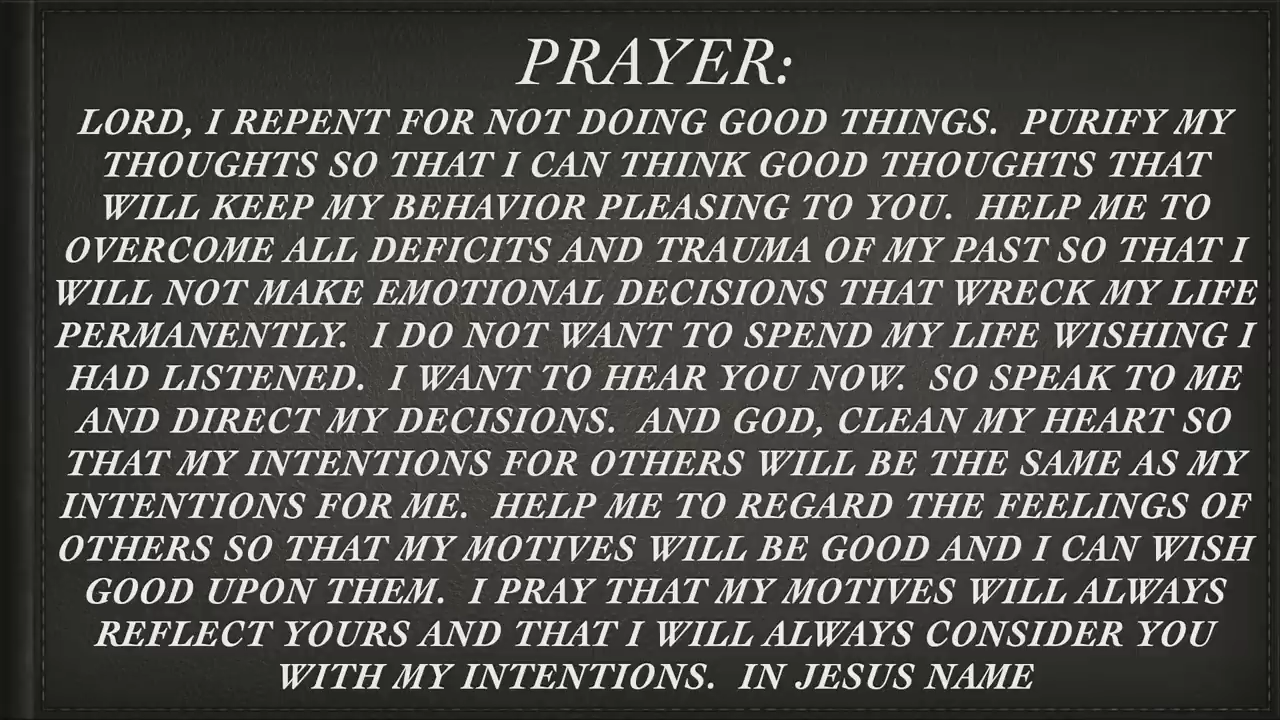 PRAYER:
LORD, I REPENT FOR NOT DOING GOOD THINGS.  PURIFY MY
THOUGHTS SO THAT I CAN THINK GOOD THOUGHTS THAT
WILL KEEP MY BEHAVIOR PLEASING TO YOU.  HELP ME TO
OVERCOME ALL DEFICITS AND TRAUMA OF MY PAST SO THAT I
WILL NOT MAKE EMOTIONAL DECISIONS THAT WRECK MY LIFE
PERMANENTLY.  I DO NOT WANT TO SPEND MY LIFE WISHING I
HAD LISTENED.  I WANT TO HEAR YOU NOW.  SO SPEAK TO ME
AND DIRECT MY DECISIONS.  AND GOD, CLEAN MY HEART SO
THAT MY INTENTIONS FOR OTHERS WILL BE THE SAME AS MY
INTENTIONS FOR ME.  HELP ME TO REGARD THE FEELINGS OF
OTHERS SO THAT MY MOTIVES WILL BE GOOD AND I CAN WISH
GOOD UPON THEM.  I PRAY THAT MY MOTIVES WILL ALWAYS
REFLECT YOURS AND THAT I WILL ALWAYS CONSIDER YOU
WITH MY INTENTIONS.  IN JESUS NAME